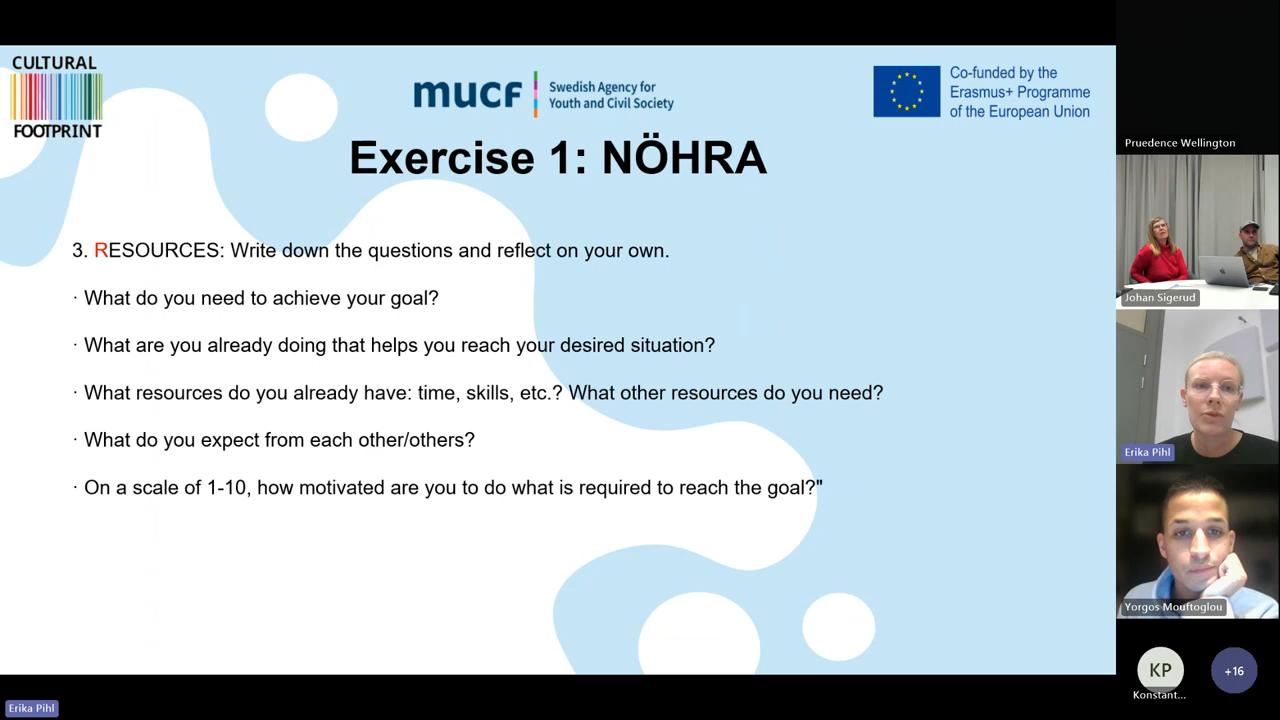 CULTURAL
FOOTPRINT
mucf
Swedish Agency for
Youth and Civil Society
Co-funded by the
Erasmus+ Programme
of the European Union
Exercise 1: NÖHRA
3. RESOURCES: Write down the questions and reflect on your own.
· What do you need to achieve your goal?
· What are you already doing that helps you reach your desired situation?
· What resources do you already have: time, skills, etc.? What other resources do you need?
· What do you expect from each other/others?
· On a scale of 1-10, how motivated are you to do what is required to reach the goal?"
Pruedence Wellington
Johan Sigerud
Erika Pihl
Yorgos Mouftoglou
KP
Konstant...
+16
Erika Pihl